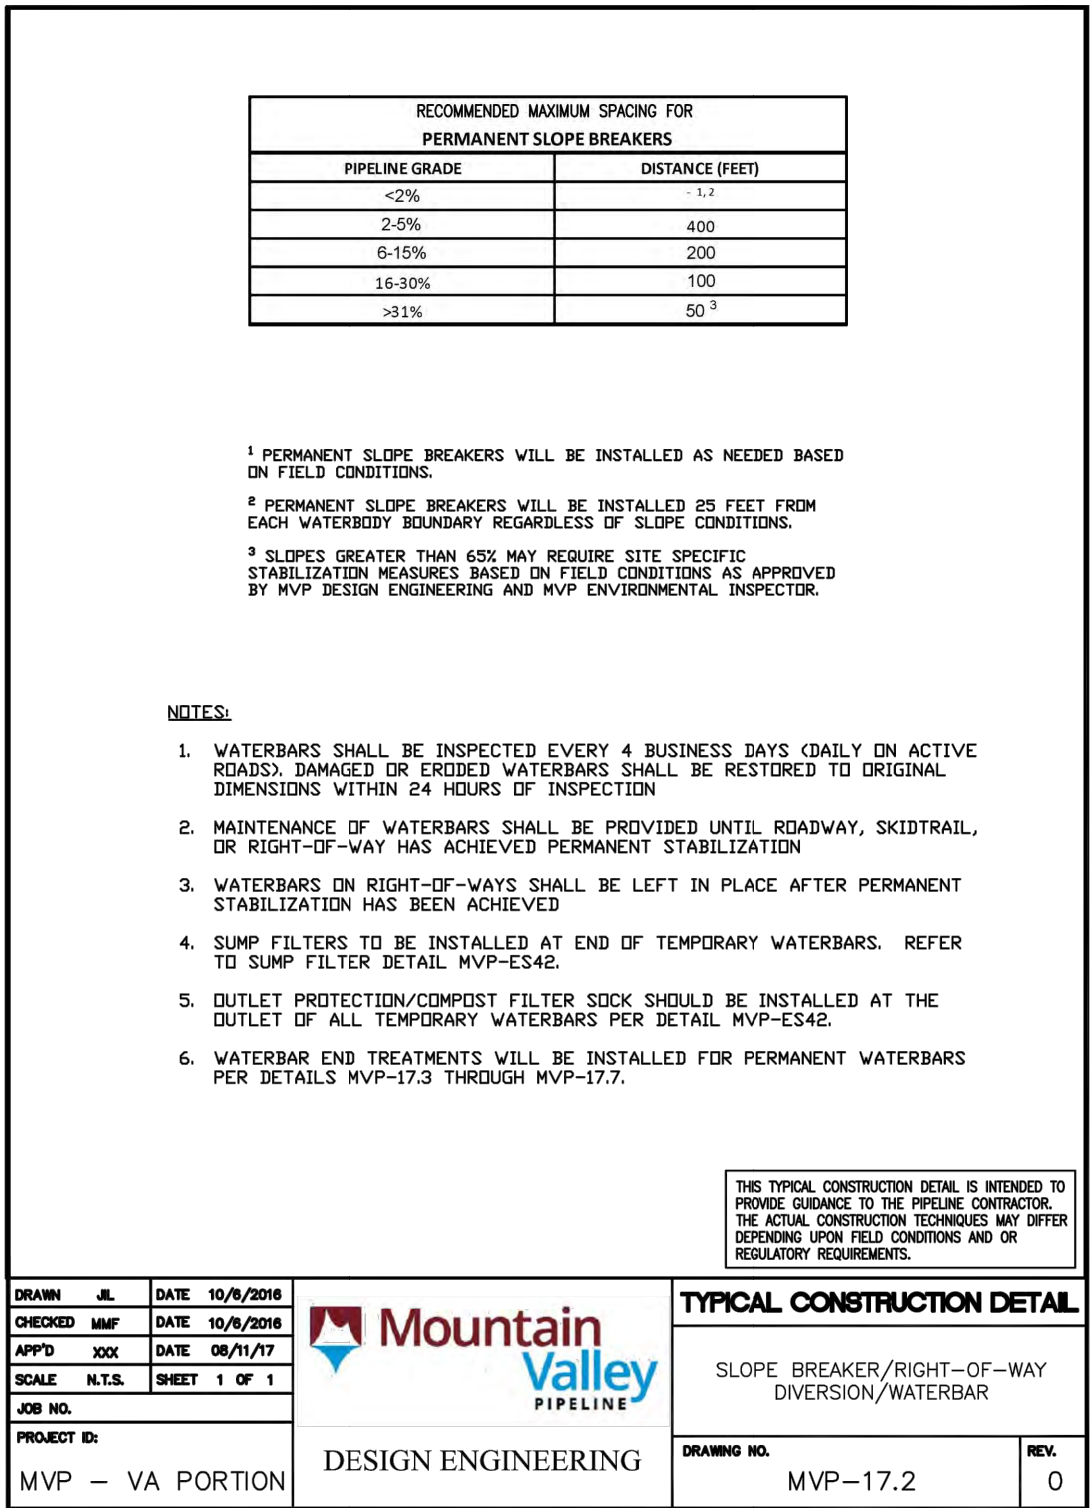 RECOMMENDED MAXIMUM SPACING FOR
PERMANENT SLOPE BREAKERS
PIPELINE GRADE DISTANCE (FEET)
<2% - 1,2
2-5% 400
6-15% 200
16-30% 100
>31% 50 3
1 PERMANENT SLOPE BREAKERS WILL BE INSTALLED AS NEEDED BASED
ON FIELD CONDITIONS.
2 PERMANENT SLOPE BREAKERS WILL BE INSTALLED 25 FEET FROM
EACH WATERBODY BOUNDARY REGARDLESS OF SLOPE CONDITIONS.
3 SLOPES GREATER THAN 65% MAY REQUIRE SITE SPECIFIC
STABILIZATION MEASURES BASED ON FIELD CONDITIONS AS APPROVED
BY MVP DESIGN ENGINEERING AND MVP ENVIRONMENTAL INSPECTOR.
NOTES:
1. WATERBARS SHALL BE INSPECTED EVERY 4 BUSINESS DAYS (DAILY ON ACTIVE
ROADS). DAMAGED OR ERODED WATERBARS SHALL BE RESTORED TO ORIGINAL
DIMENSIONS WITHIN 24 HOURS OF INSPECTION
2. MAINTENANCE OF WATERBARS SHALL BE PROVIDED UNTIL ROADWAY, SKIDTRAIL,
OR RIGHT-OF-WAY HAS ACHIEVED PERMANENT STABILIZATION
3. WATERBARS ON RIGHT-OF-WAYS SHALL BE LEFT IN PLACE AFTER PERMANENT
STABILIZATION HAS BEEN ACHIEVED
4. SUMP FILTERS TO BE INSTALLED AT END OF TEMPORARY WATERBARS. REFER
TO SUMP FILTER DETAIL MVP-ES42.
5. OUTLET PROTECTION/COMPOST FILTER SOCK SHOULD BE INSTALLED AT THE
OUTLET OF ALL TEMPORARY WATERBARS PER DETAIL MVP-ES42.
6. WATERBAR END TREATMENTS WILL BE INSTALLED FOR PERMANENT WATERBARS
PER DETAILS MVP-17.3 THROUGH MVP-17.7.
THIS TYPICAL CONSTRUCTION DETAIL IS INTENDED TO
PROVIDE GUIDANCE TO THE PIPELINE CONTRACTOR.
THE ACTUAL CONSTRUCTION TECHNIQUES MAY DIFFER
DEPENDING UPON FIELD CONDITIONS AND OR
REGULATORY REQUIREMENTS.
DRAWN JIL DATE 10/6/2016
CHECKED MMF DATE 10/6/2016
APP'D XXX DATE 08/11/17
SCALE N.T.S. SHEET 1 OF 1
JOB NO.
PROJECT ID:
MVP - VA PORTION
Mountain
Valley
PIPELINE
DESIGN ENGINEERING
TYPICAL CONSTRUCTION DETAIL
SLOPE BREAKER/RIGHT-OF-WAY
DIVERSION/WATERBAR
DRAWING NO. REV.
MVP-17.2 0